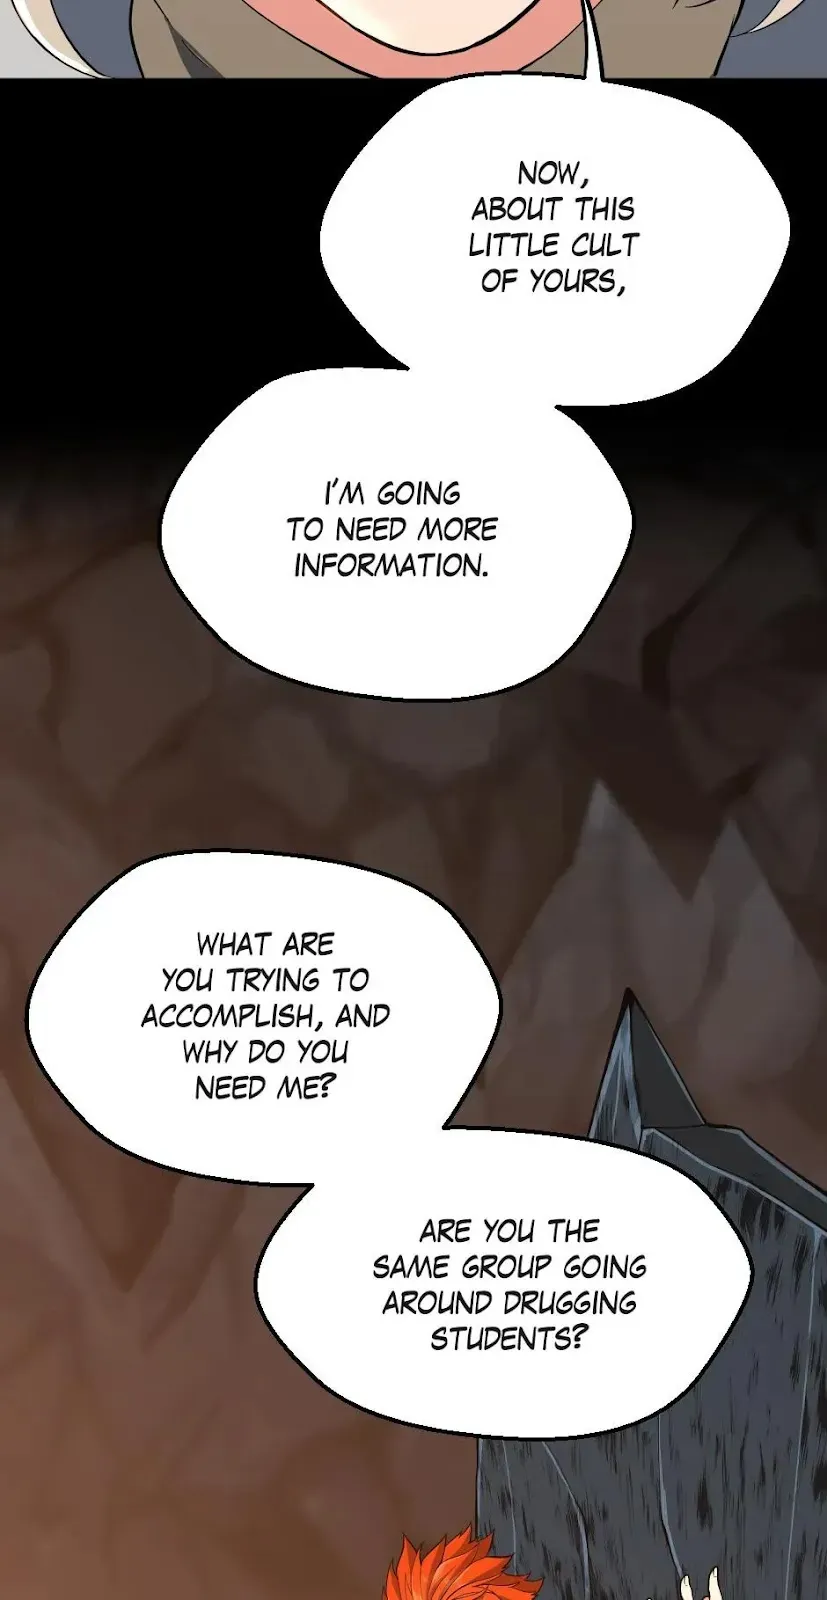 NOW,
ABOUT THIS
LITTLE CULT
OF YOURS,
I'M GOING
TO NEED MORE
INFORMATION.
WHAT ARE
YOU TRYING TO
ACCOMPLISH, AND
WHY DO YOU
NEED ME?
ARE YOU THE
SAME GROUP GOING
AROUND DRUGGING
STUDENTS?